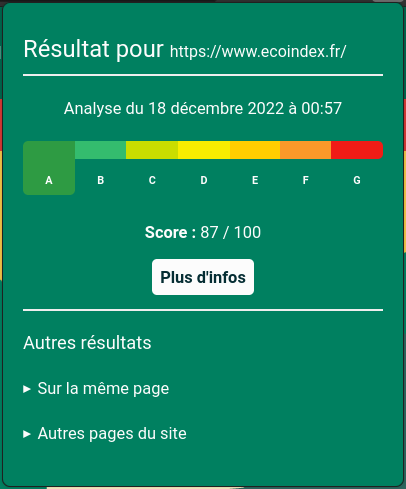 Résultat pour https://www.ecoindex.fr/
Analyse du 18 décembre 2022 à 00:57
A B C D E F G
Score : 87 / 100
Plus d'infos
Autres résultats
▸ Sur la même page
▸ Autres pages du site